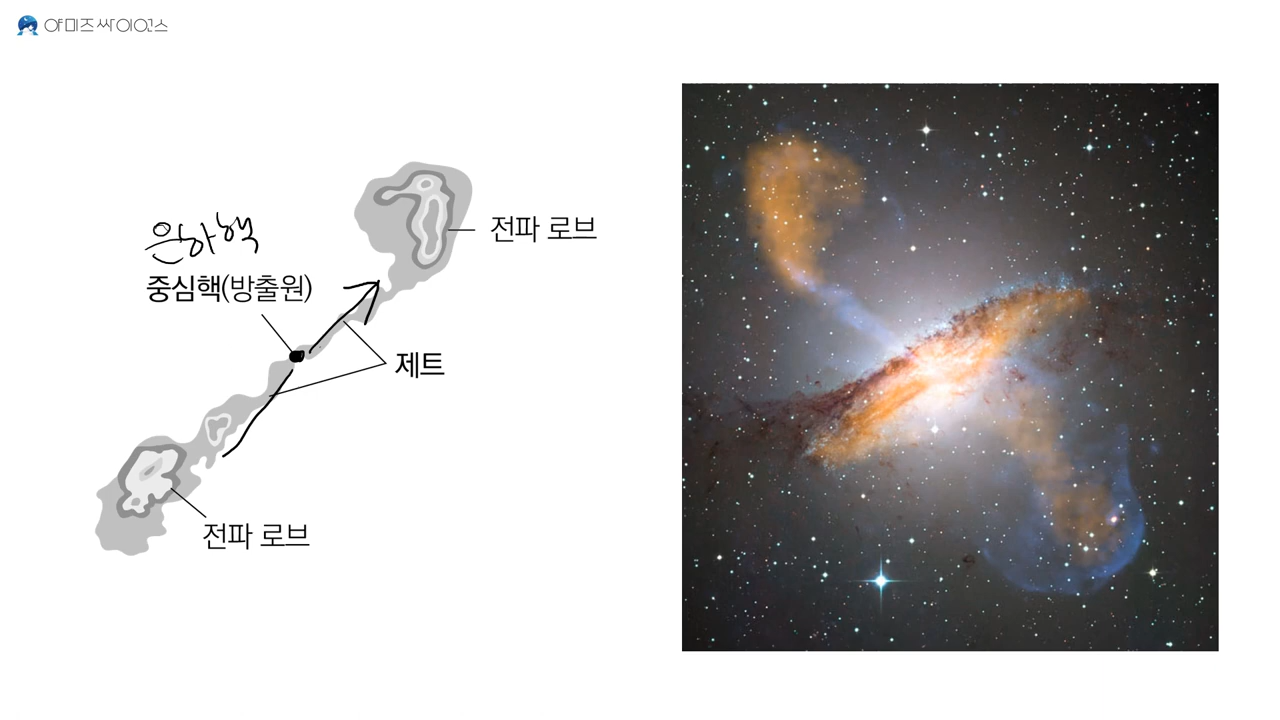 야미즈싸이언스
은하핵
중심핵(방출원)
전파 로브
제트
전파 로브